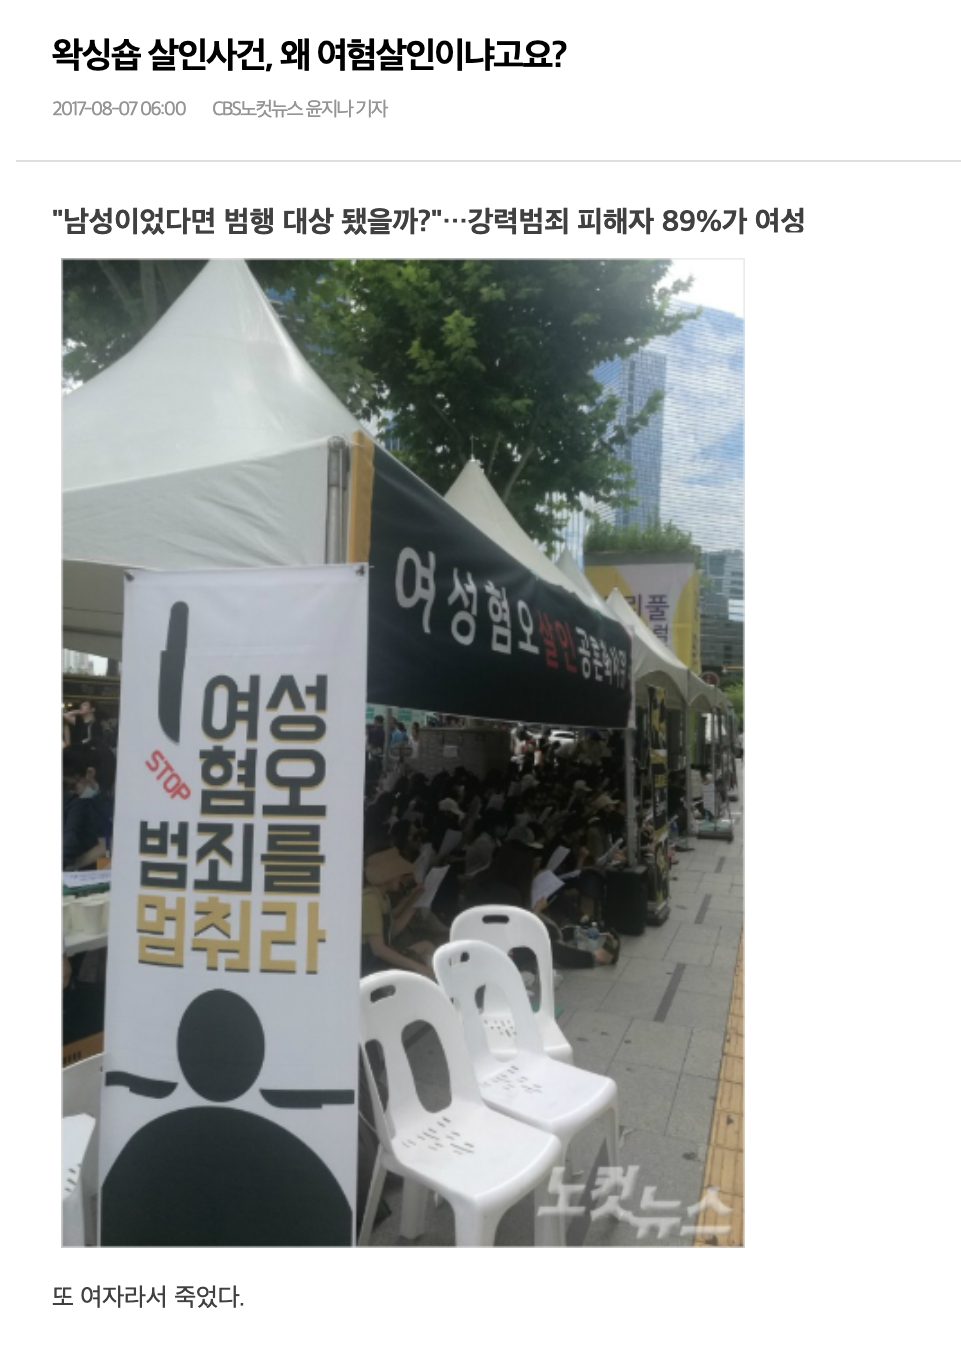 왁싱숍 살인사건, 왜 여혐살인이냐고요?
2017-08-07 06:00 CBS노컷뉴스 윤지나 기자
"남성이었다면 범행 대상 됐을까?"…강력범죄 피해자 89%가 여성
여성혐오살인공론화시위
리풀
럼
STOP
여성
혐오
범죄를
멈춰라
노컷뉴스
또 여자라서 죽었다.